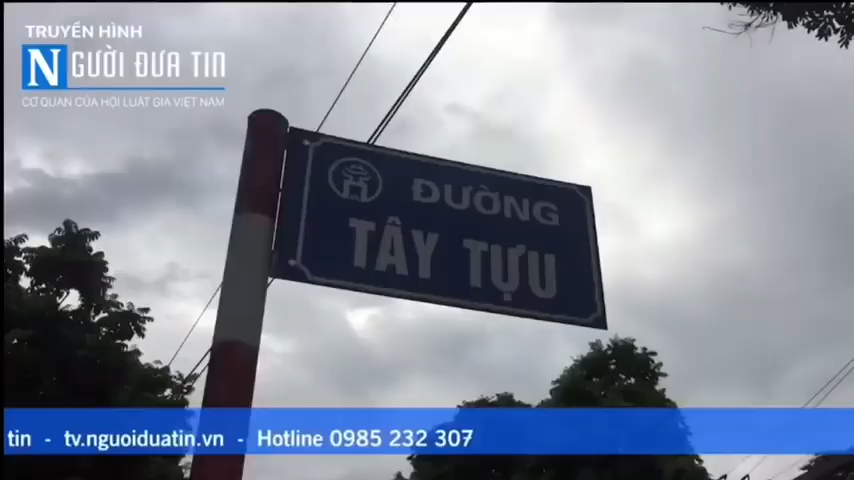 TRUYỀN HÌNH
NGƯỜI ĐƯA TIN
CƠ QUAN CỦA HỘI LUẬT GIA VIỆT NAM
ĐƯỜNG
TÂY TỰU
tin - tv.nguoiduatin.vn - Hotline 0985 232 307